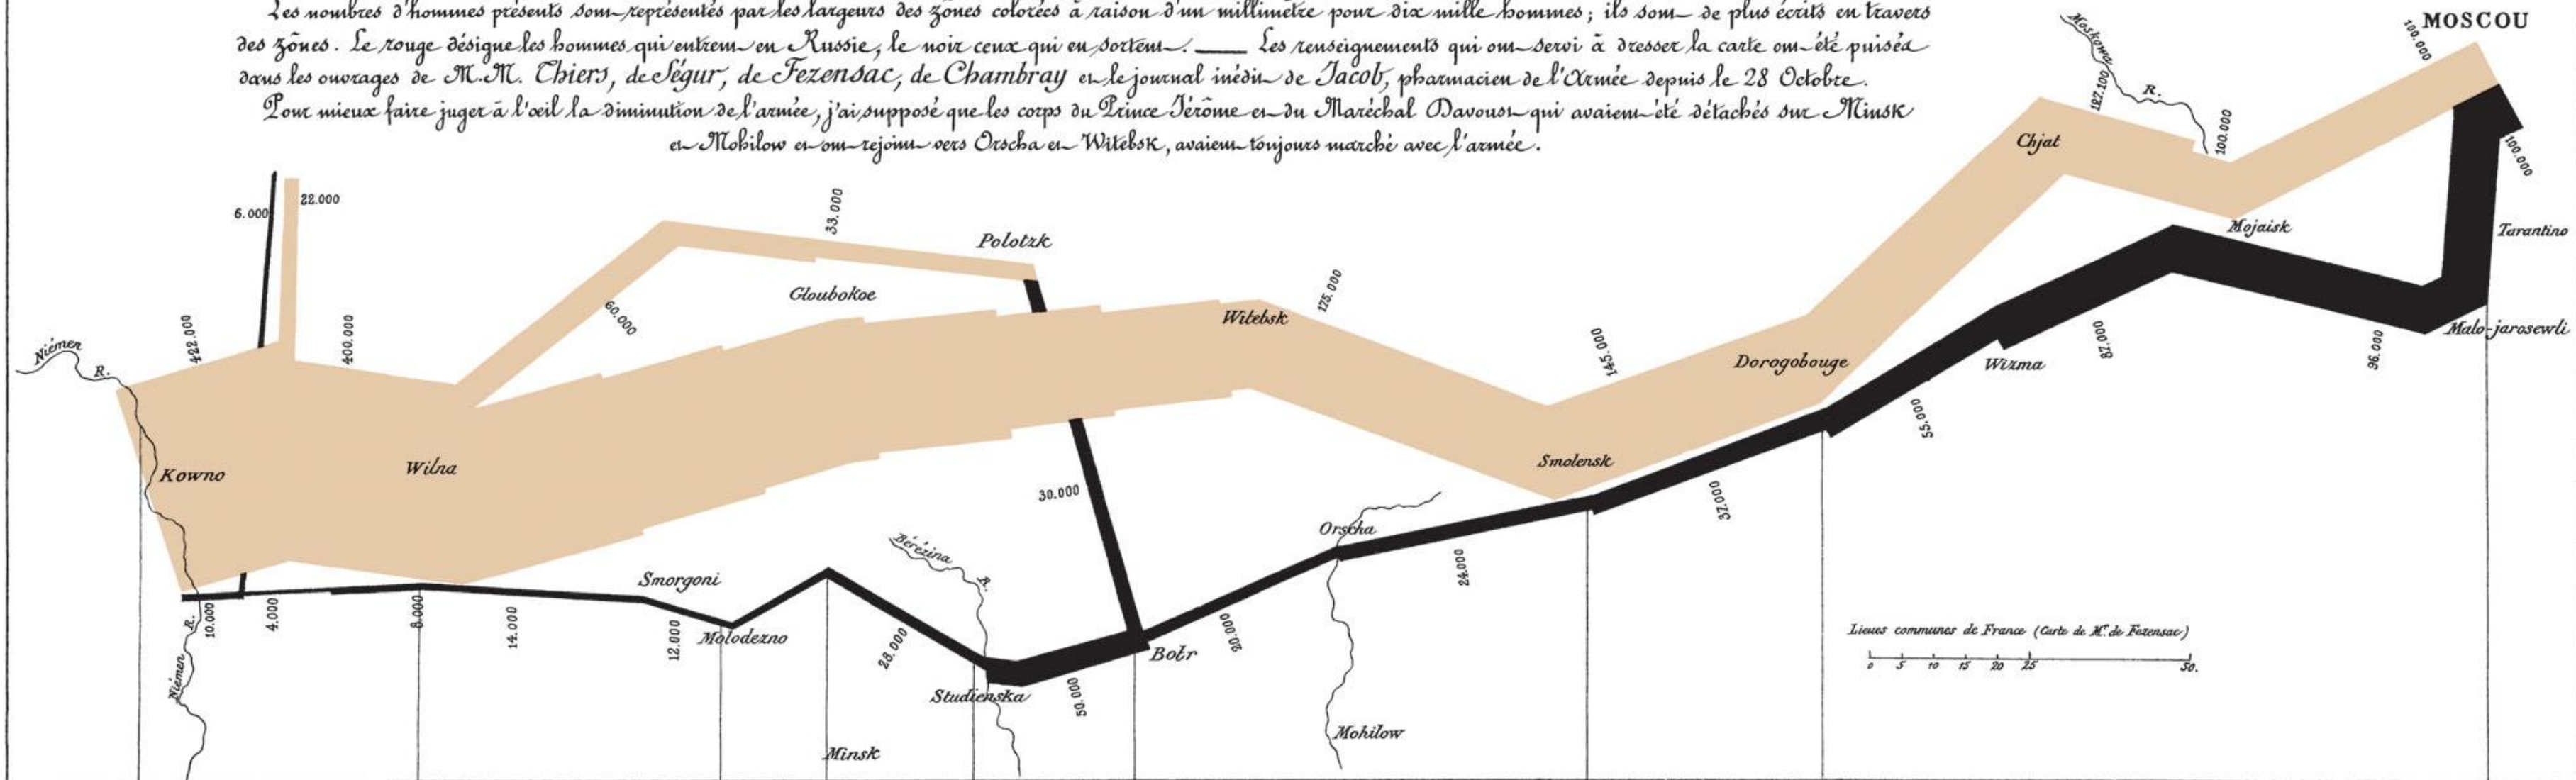 Les nombres d'hommes présents sont représentés par les largeurs des zônes colorées à raison d'un millimètre pour dix mille hommes; ils sont de plus écrits en travers
des zônes. Le rouge désigne les hommes qui entrent en Russie, le noir ceux qui en sortent. — Les renseignements qui ont servi à dresser la carte ont été puisés
dans les ouvrages de M.M. Thiers, de Ségur, de Fezensac, de Chambray et le journal inédit de Jacob, pharmacien de l'Armée depuis le 28 Octobre.
Pour mieux faire juger à l'œil la diminution de l'armée, j'ai supposé que les corps du Prince Jérôme et du Maréchal Davoust qui avaient été détachés sur Minsk
et Mohilow et ont rejoint vers Orscha et Witebsk, avaient toujours marché avec l'armée.
MOSCOU
100.000
Moskowa R.
127.100
100.000
Chjat
100.000
Mojaisk
Tarantino
Malo-jarosewli
6.000
22.000
33.000
Polotzk
Gloubokoe
60.000
175.000
Witebsk
422.000
400.000
Niémen R.
145.000
Dorogobouge
Wizma
87.000
96.000
55.000
Kowno
Wilna
Smolensk
37.000
30.000
Orscha
24.000
Bérézina R.
Smorgoni
10.000
4.000
8.000
14.000
12.000
Molodezno
28.000
20.000
Botr
Studienska
50.000
Niémen R.
Minsk
Mohilow
Lieues communes de France (Carte de M. de Fezensac)
0 5 10 15 20 25 50.